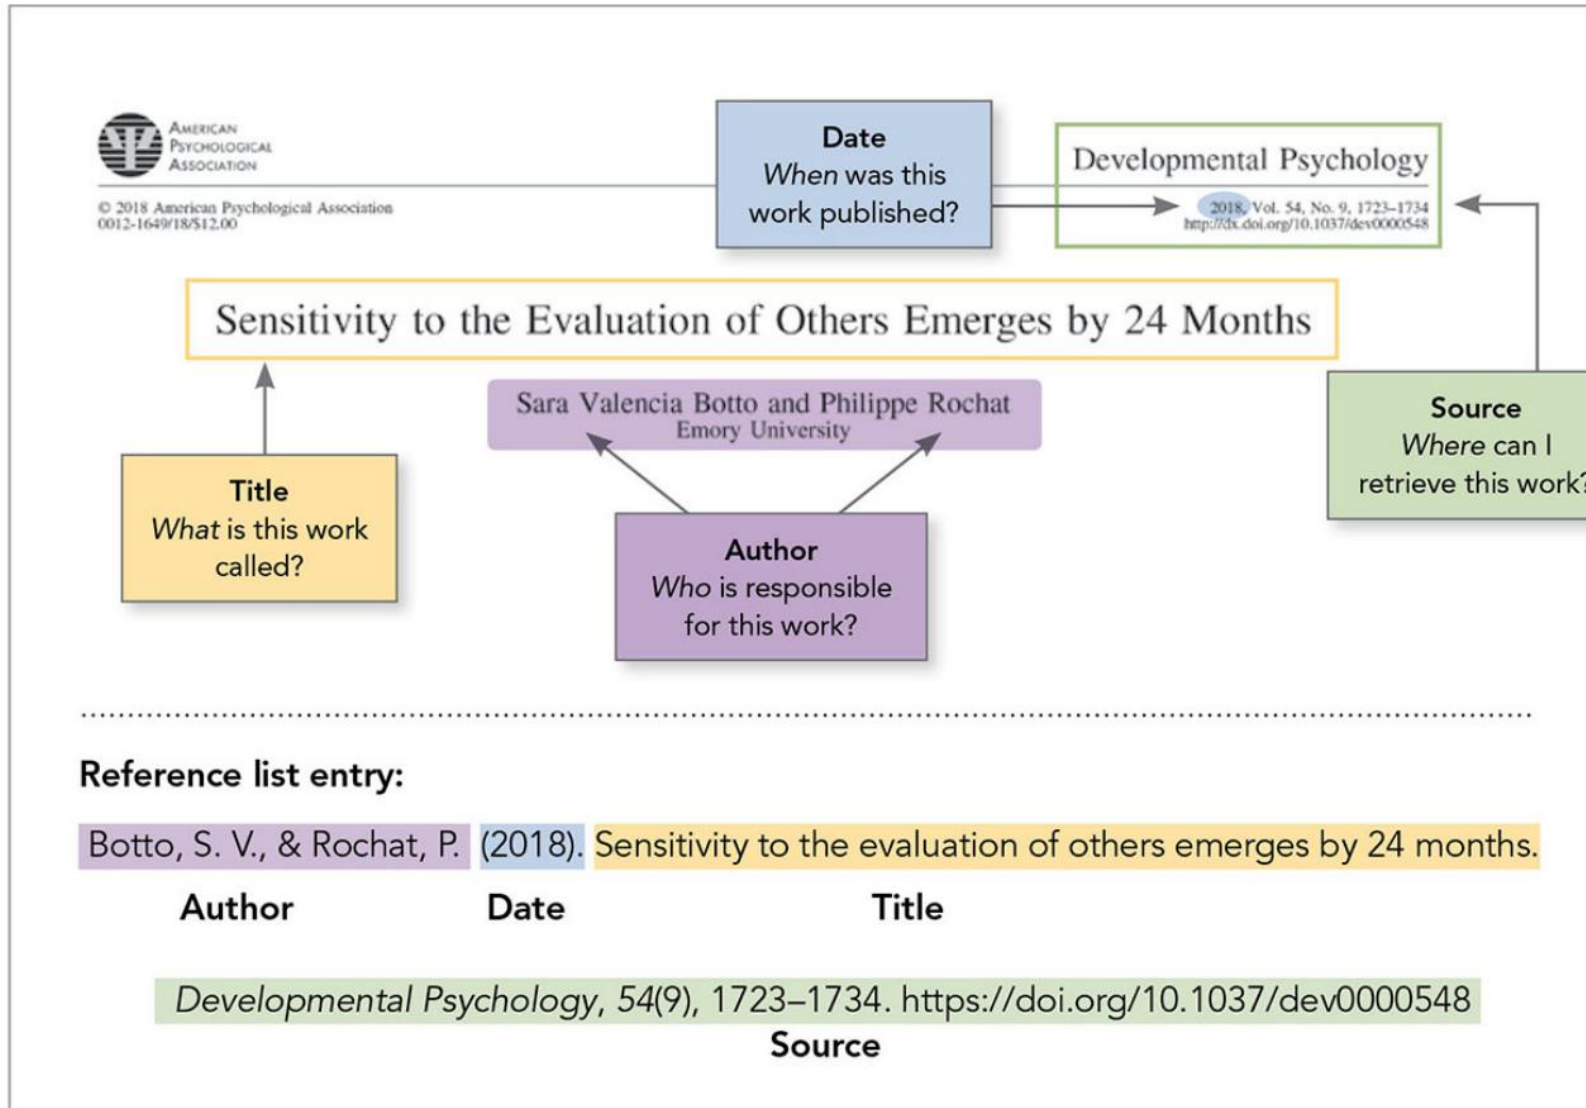 AMERICAN
PSYCHOLOGICAL
ASSOCIATION
© 2018 American Psychological Association
0012-1649/18/$12.00
Date
When was this
work published?
Developmental Psychology
2018, Vol. 54, No. 9, 1723–1734
http://dx.doi.org/10.1037/dev0000548
Sensitivity to the Evaluation of Others Emerges by 24 Months
Sara Valencia Botto and Philippe Rochat
Emory University
Title
What is this work
called?
Author
Who is responsible
for this work?
Source
Where can I
retrieve this work?
Reference list entry:
Botto, S. V., & Rochat, P. (2018). Sensitivity to the evaluation of others emerges by 24 months.
Author Date Title
Developmental Psychology, 54(9), 1723–1734. https://doi.org/10.1037/dev0000548
Source